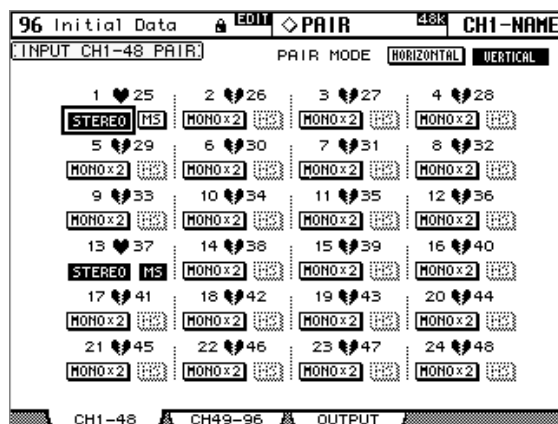 96 Initial Data EDIT ◇PAIR 48K CH1-NAME
INPUT CH1-48 PAIR PAIR MODE HORIZONTAL VERTICAL
1 ♥ 25 2 💔 26 3 💔 27 4 💔 28
STEREO MS MONO×2 MS MONO×2 MS MONO×2 MS
5 💔 29 6 💔 30 7 💔 31 8 💔 32
MONO×2 MS MONO×2 MS MONO×2 MS MONO×2 MS
9 💔 33 10 💔 34 11 💔 35 12 💔 36
MONO×2 MS MONO×2 MS MONO×2 MS MONO×2 MS
13 ♥ 37 14 💔 38 15 💔 39 16 💔 40
STEREO MS MONO×2 MS MONO×2 MS MONO×2 MS
17 💔 41 18 💔 42 19 💔 43 20 💔 44
MONO×2 MS MONO×2 MS MONO×2 MS MONO×2 MS
21 💔 45 22 💔 46 23 💔 47 24 💔 48
MONO×2 MS MONO×2 MS MONO×2 MS MONO×2 MS
CH1-48 CH49-96 OUTPUT